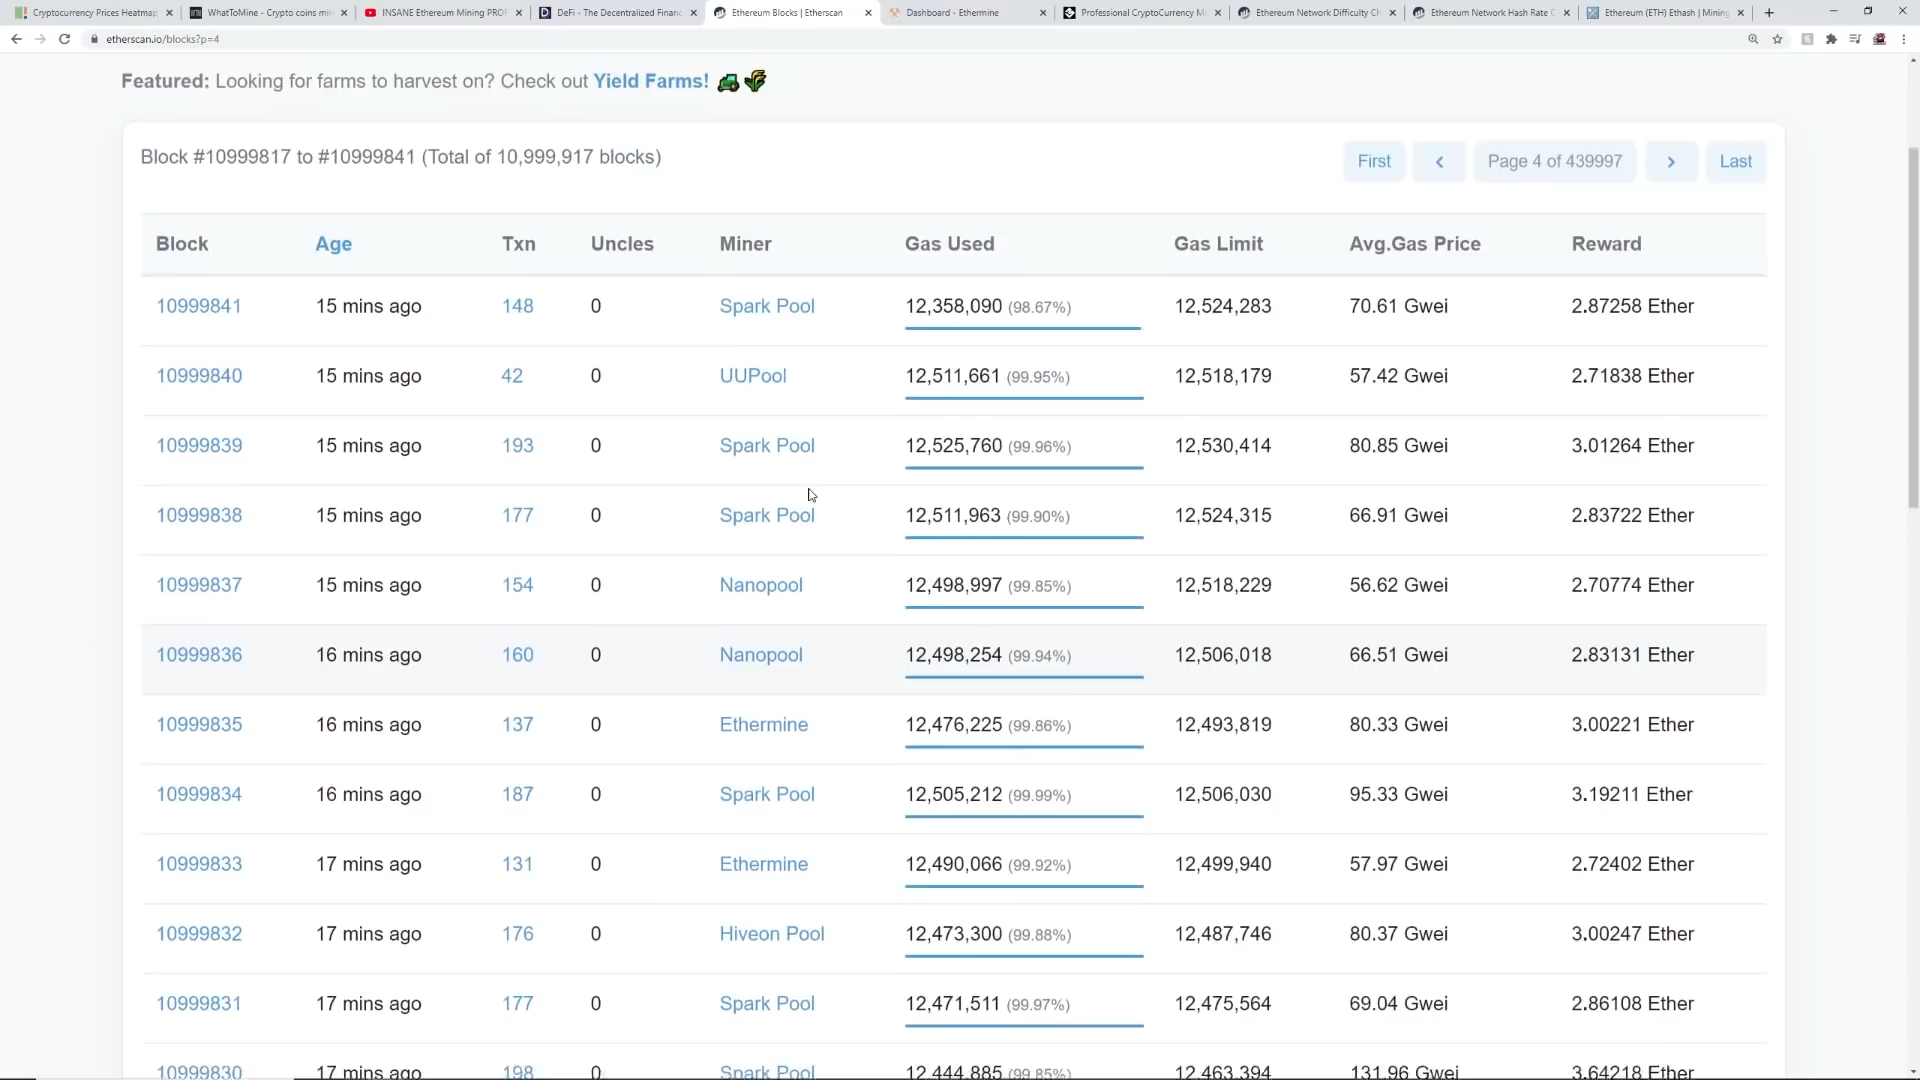 Cryptocurrency Prices Heatmap
WhatToMine - Crypto coins min
INSANE Ethereum Mining PROF
DeFi - The Decentralized Financ
Ethereum Blocks | Etherscan
Dashboard - Ethermine
Professional CryptoCurrency Mi
Ethereum Network Difficulty Ch
Ethereum Network Hash Rate C
Ethereum (ETH) Ethash | Mining
etherscan.io/blocks?p=4
Featured: Looking for farms to harvest on? Check out Yield Farms!
Block #10999817 to #10999841 (Total of 10,999,917 blocks)
First ‹ Page 4 of 439997 › Last
Block Age Txn Uncles Miner Gas Used Gas Limit Avg.Gas Price Reward
10999841 15 mins ago 148 0 Spark Pool 12,358,090 (98.67%) 12,524,283 70.61 Gwei 2.87258 Ether
10999840 15 mins ago 42 0 UUPool 12,511,661 (99.95%) 12,518,179 57.42 Gwei 2.71838 Ether
10999839 15 mins ago 193 0 Spark Pool 12,525,760 (99.96%) 12,530,414 80.85 Gwei 3.01264 Ether
10999838 15 mins ago 177 0 Spark Pool 12,511,963 (99.90%) 12,524,315 66.91 Gwei 2.83722 Ether
10999837 15 mins ago 154 0 Nanopool 12,498,997 (99.85%) 12,518,229 56.62 Gwei 2.70774 Ether
10999836 16 mins ago 160 0 Nanopool 12,498,254 (99.94%) 12,506,018 66.51 Gwei 2.83131 Ether
10999835 16 mins ago 137 0 Ethermine 12,476,225 (99.86%) 12,493,819 80.33 Gwei 3.00221 Ether
10999834 16 mins ago 187 0 Spark Pool 12,505,212 (99.99%) 12,506,030 95.33 Gwei 3.19211 Ether
10999833 17 mins ago 131 0 Ethermine 12,490,066 (99.92%) 12,499,940 57.97 Gwei 2.72402 Ether
10999832 17 mins ago 176 0 Hiveon Pool 12,473,300 (99.88%) 12,487,746 80.37 Gwei 3.00247 Ether
10999831 17 mins ago 177 0 Spark Pool 12,471,511 (99.97%) 12,475,564 69.04 Gwei 2.86108 Ether
10999830 17 mins ago 198 0 Spark Pool 12,444,885 (99.85%) 12,463,394 131.96 Gwei 3.64218 Ether